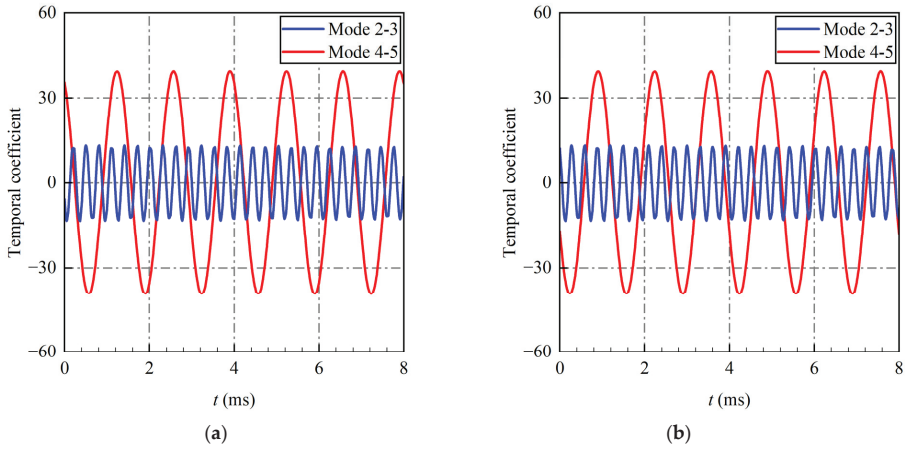 60
30
0
−30
−60
Temporal coefficient
Mode 2-3
Mode 4-5
0 2 4 6 8
t (ms)
(a)
60
30
0
−30
−60
Temporal coefficient
Mode 2-3
Mode 4-5
0 2 4 6 8
t (ms)
(b)